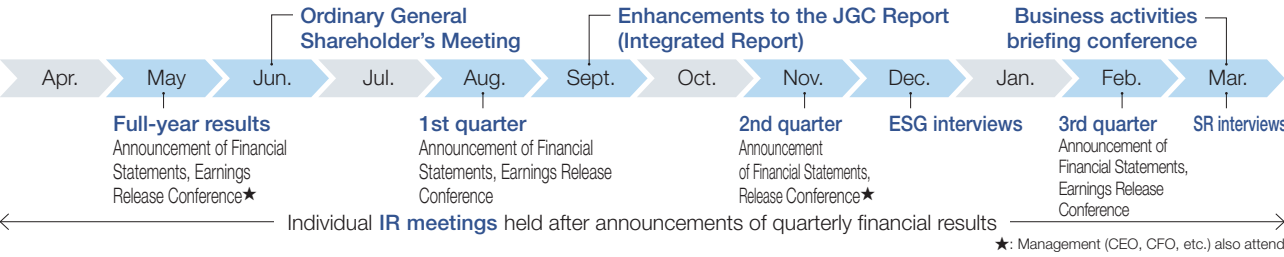 Ordinary General
Shareholder's Meeting
Enhancements to the JGC Report
(Integrated Report)
Business activities
briefing conference
Apr.
May
Jun.
Jul.
Aug.
Sept.
Oct.
Nov.
Dec.
Jan.
Feb.
Mar.
Full-year results
Announcement of Financial
Statements, Earnings
Release Conference★
1st quarter
Announcement of Financial
Statements, Earnings Release
Conference
2nd quarter
Announcement
of Financial Statements,
Release Conference★
ESG interviews
3rd quarter
Announcement of
Financial Statements,
Earnings Release
Conference
SR interviews
Individual IR meetings held after announcements of quarterly financial results
★: Management (CEO, CFO, etc.) also attend